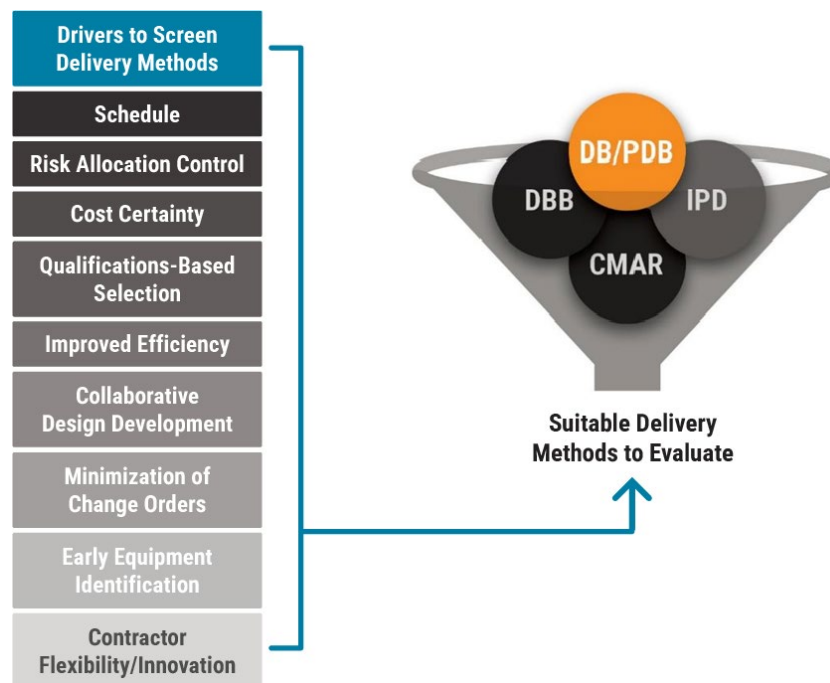 Drivers to Screen
Delivery Methods
Schedule
Risk Allocation Control
Cost Certainty
Qualifications-Based
Selection
Improved Efficiency
Collaborative
Design Development
Minimization of
Change Orders
Early Equipment
Identification
Contractor
Flexibility/Innovation
DB/PDB
DBB
IPD
CMAR
Suitable Delivery
Methods to Evaluate